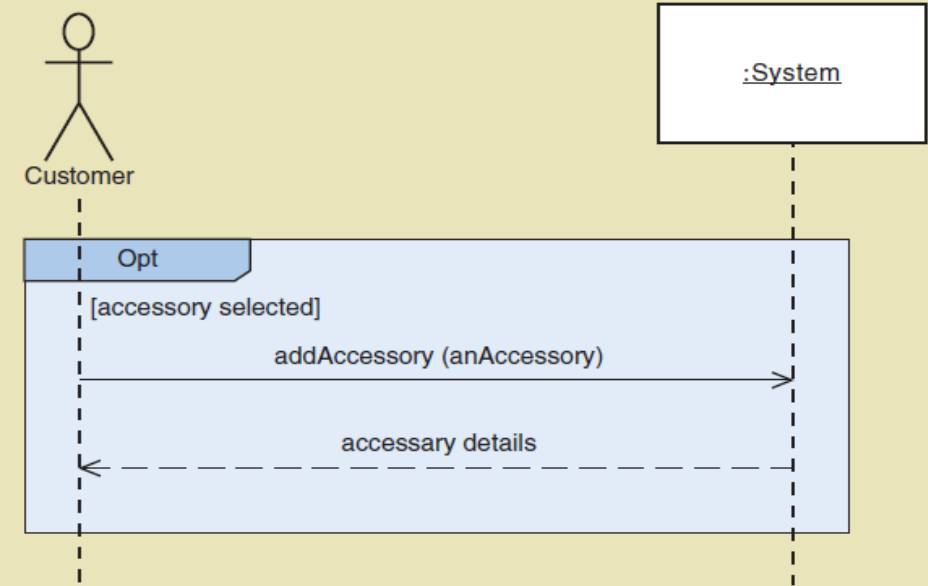 :System
Customer
Opt
[accessory selected]
addAccessory (anAccessory)
accessary details